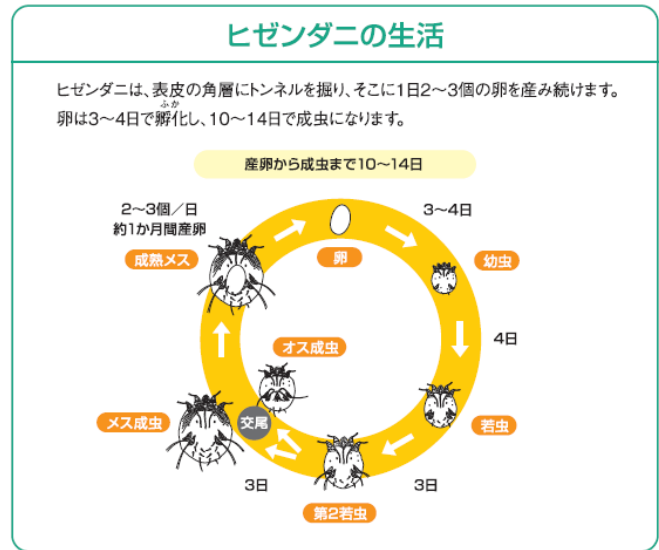 ヒゼンダニの生活
ヒゼンダニは、表皮の角層にトンネルを掘り、そこに1日2〜3個の卵を産み続けます。
ふか
卵は3〜4日で孵化し、10〜14日で成虫になります。
産卵から成虫まで10〜14日
2〜3個／日
約1か月間産卵
成熟メス
卵
3〜4日
幼虫
4日
オス成虫
メス成虫
交尾
若虫
3日
3日
第2若虫